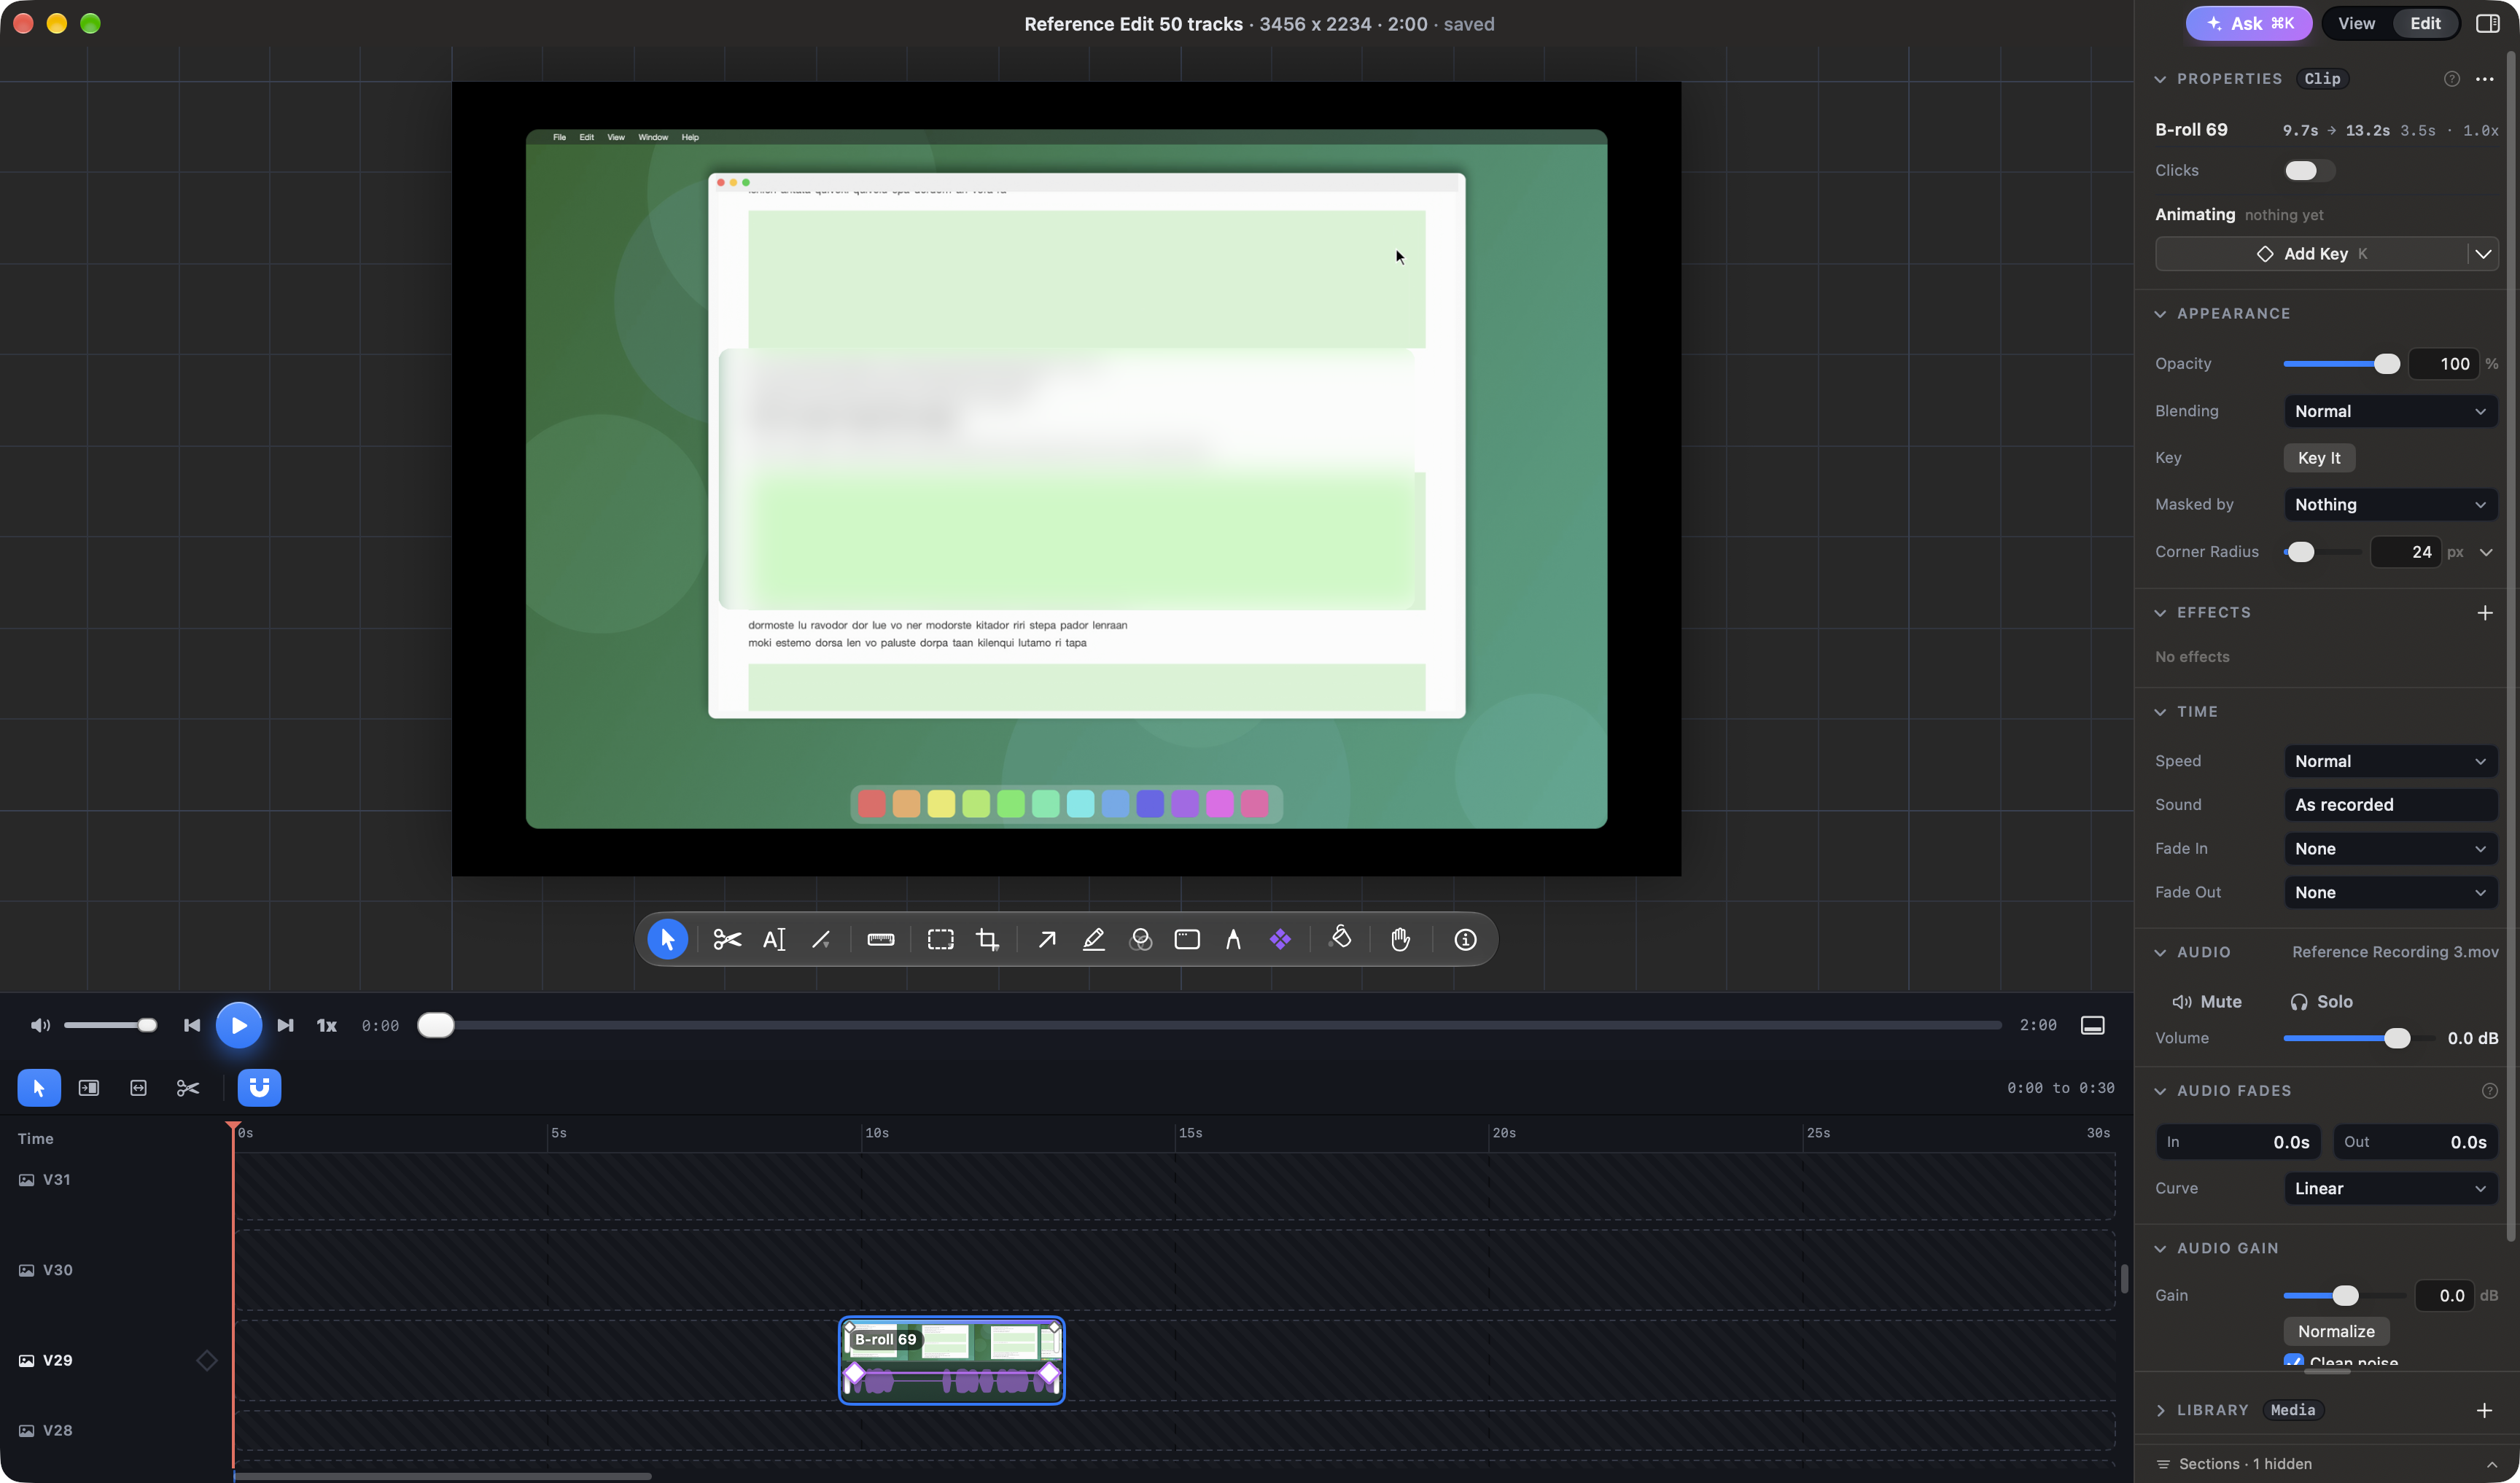 Reference Edit 50 tracks · 3456 x 2234 · 2:00 · saved
Ask ⌘K
View
Edit
File Edit View Window Help
dormoste lu ravodor dor lue vo ner modorste kitador riri stepa pador lenraan
moki estemo dorsa len vo paluste dorpa taan kilenqui lutamo ri tapa
PROPERTIES Clip
B-roll 69 9.7s → 13.2s 3.5s · 1.0x
Clicks
Animating nothing yet
Add Key K
APPEARANCE
Opacity 100 %
Blending Normal
Key Key It
Masked by Nothing
Corner Radius 24 px
EFFECTS
No effects
TIME
Speed Normal
Sound As recorded
Fade In None
Fade Out None
AUDIO Reference Recording 3.mov
Mute Solo
Volume 0.0 dB
AUDIO FADES
In 0.0s Out 0.0s
Curve Linear
AUDIO GAIN
Gain 0.0 dB
Normalize
Clean noise
LIBRARY Media
Sections · 1 hidden
1x 0:00 2:00
0:00 to 0:30
Time 0s 5s 10s 15s 20s 25s 30s
V31
V30
V29 B-roll 69
V28